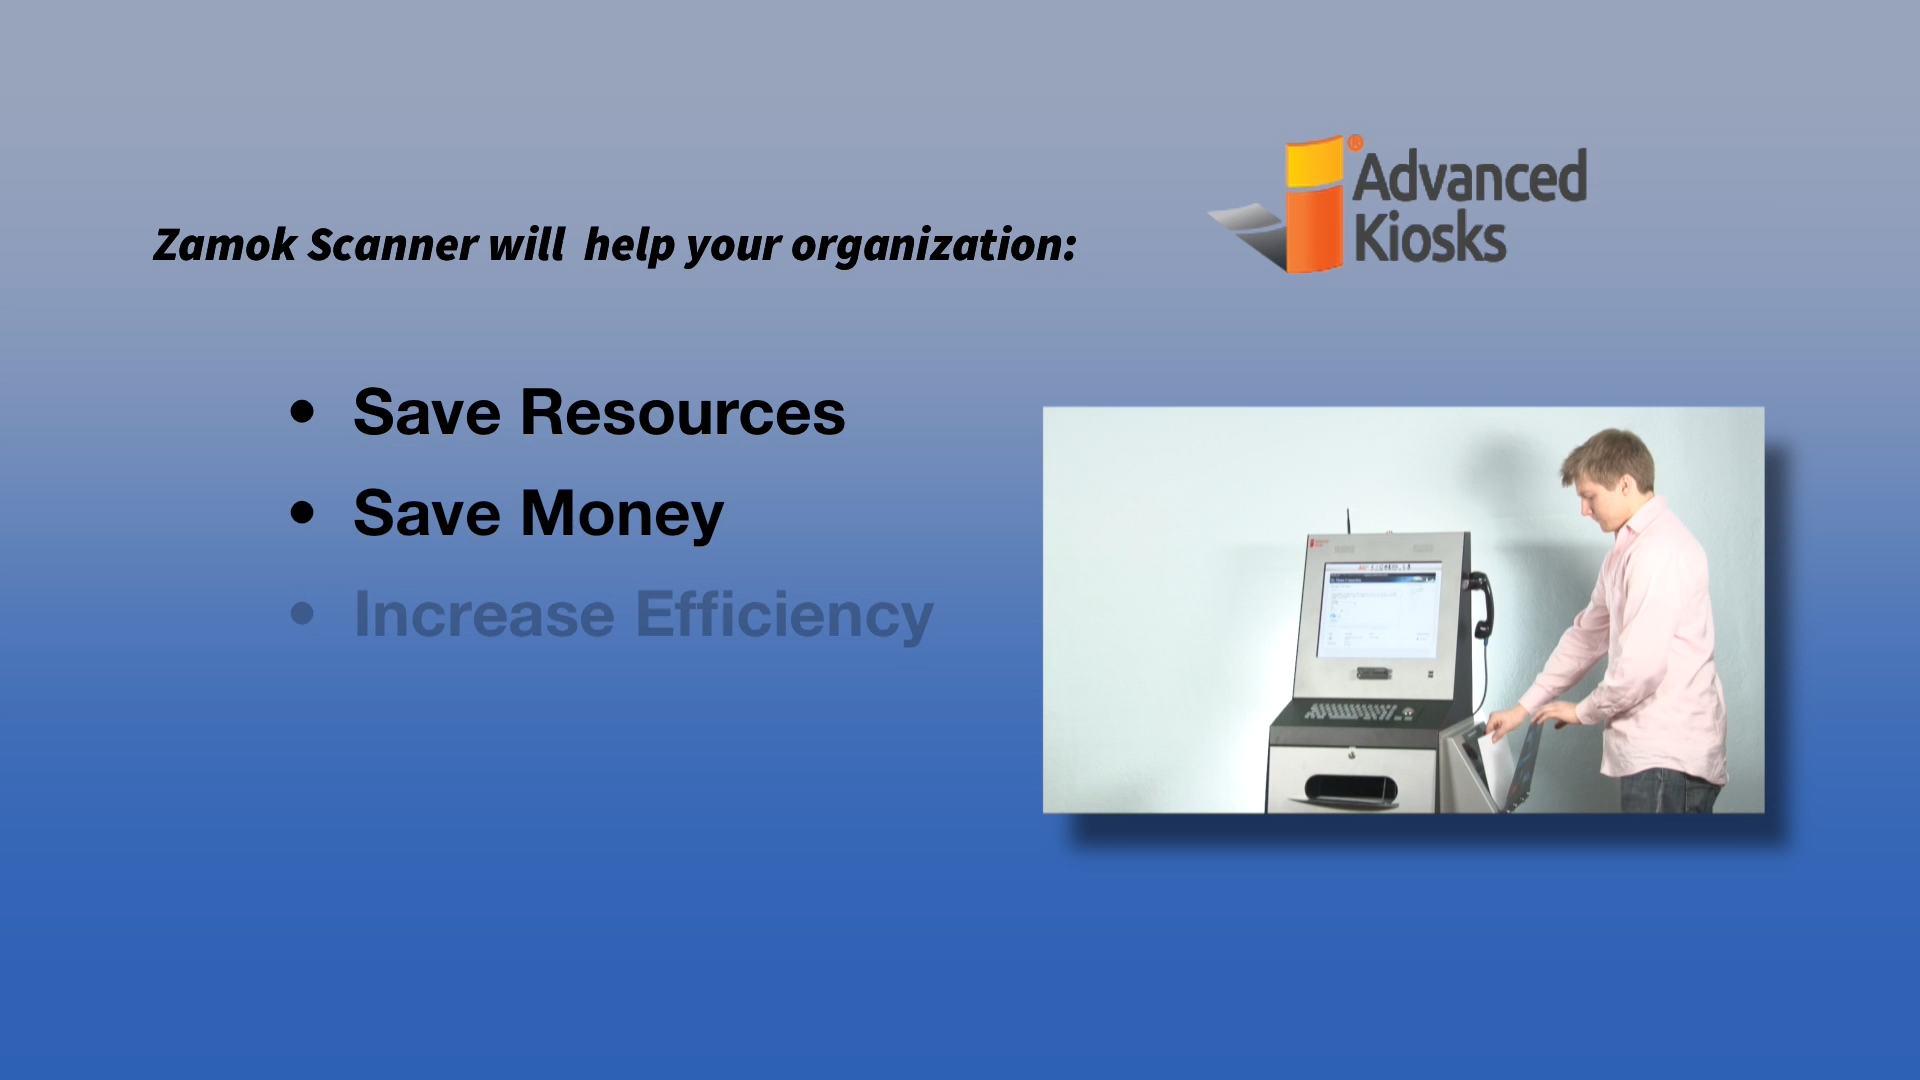 Zamok Scanner will help your organization:
® Advanced
Kiosks
• Save Resources
• Save Money
• Increase Efficiency